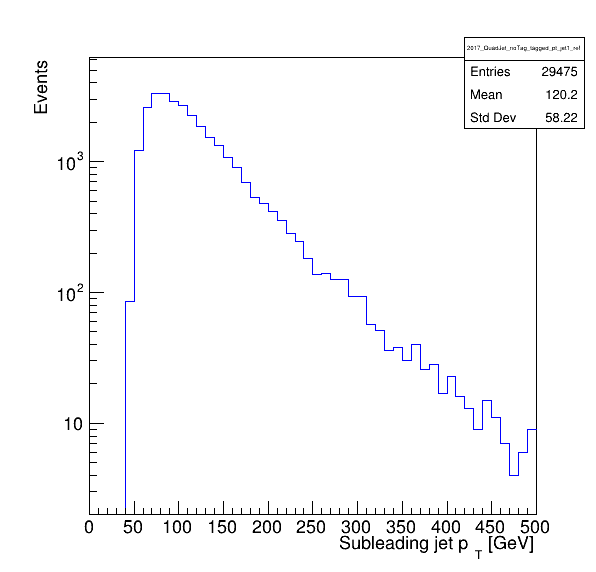 2017_QuadJet_noTag_tagged_pt_jet1_ref
Entries 29475
Mean 120.2
Std Dev 58.22
Events
10³
10²
10
0 50 100 150 200 250 300 350 400 450 500
Subleading jet p_T [GeV]